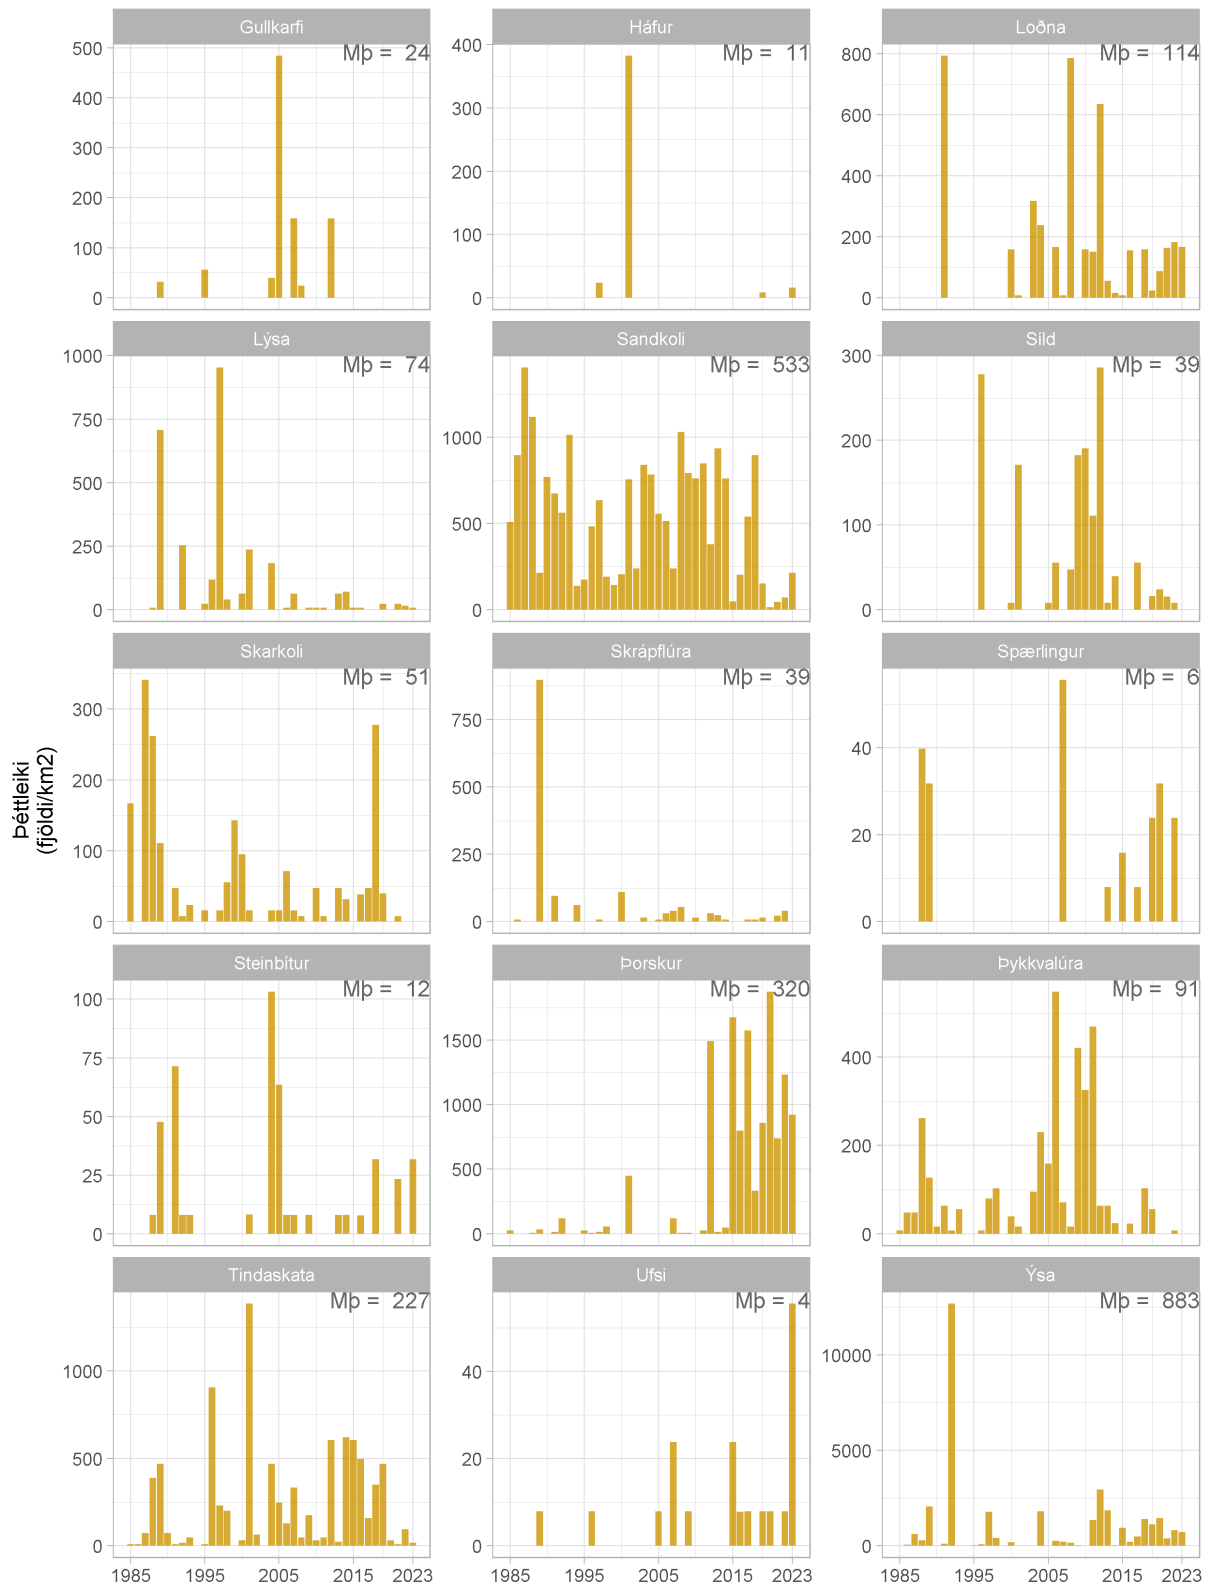 Gullkarfi
Háfur
Loðna
Mþ = 24
Mþ = 11
Mþ = 114
500
400
300
200
100
0
400
300
200
100
0
800
600
400
200
0
Lýsa
Sandkoli
Síld
Mþ = 74
Mþ = 533
Mþ = 39
1000
750
500
250
0
1000
500
0
300
200
100
0
Skarkoli
Skrápflúra
Spærlingur
Mþ = 51
Mþ = 39
Mþ = 6
300
200
100
0
750
500
250
0
40
20
0
Þéttleiki
(fjöldi/km2)
Steinbítur
Þorskur
Þykkvalúra
Mþ = 12
Mþ = 320
Mþ = 91
100
75
50
25
0
1500
1000
500
0
400
200
0
Tindaskata
Ufsi
Ýsa
Mþ = 227
Mþ = 4
Mþ = 883
1000
500
0
40
20
0
10000
5000
0
1985 1995 2005 2015 2023
1985 1995 2005 2015 2023
1985 1995 2005 2015 2023